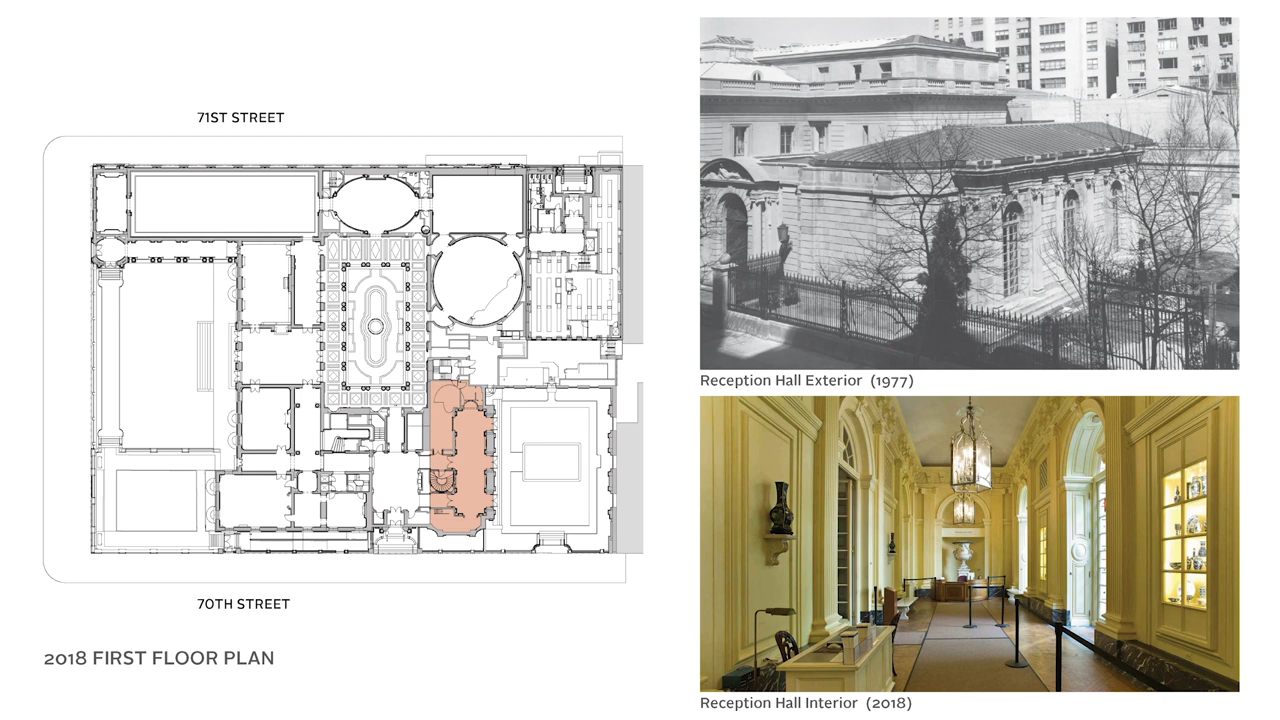 71ST STREET
70TH STREET
2018 FIRST FLOOR PLAN
Reception Hall Exterior (1977)
Reception Hall Interior (2018)